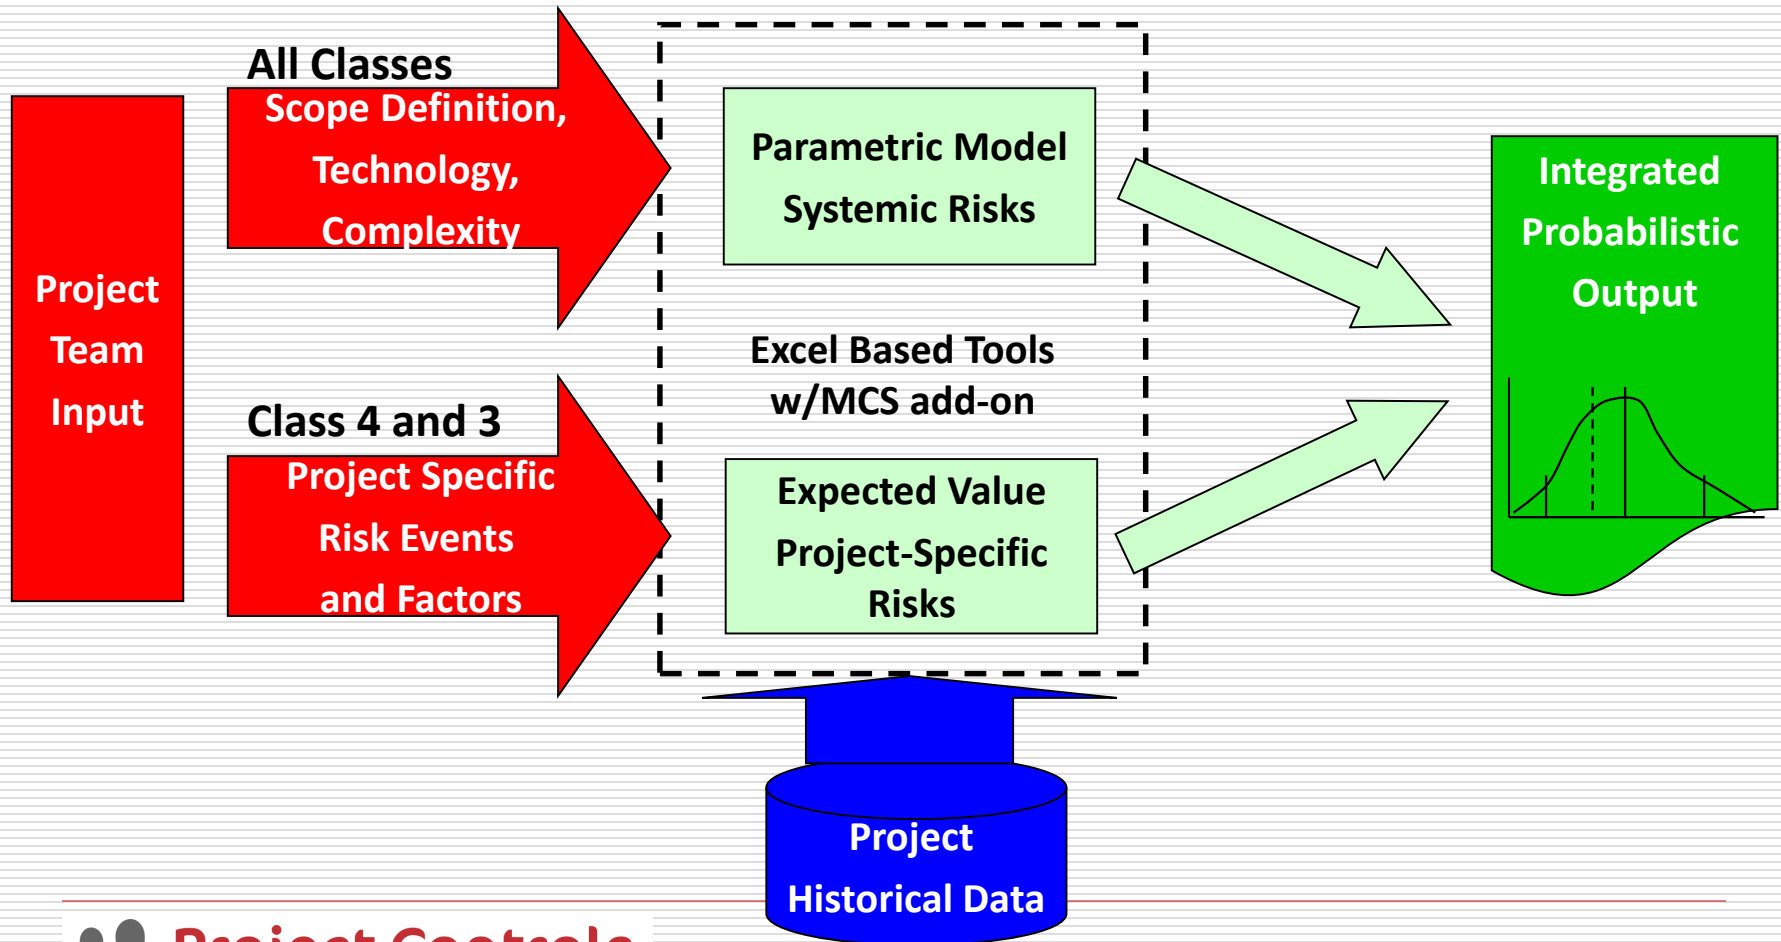 All Classes
Scope Definition,
Technology,
Complexity
Project
Team
Input
Class 4 and 3
Project Specific
Risk Events
and Factors
Parametric Model
Systemic Risks
Excel Based Tools
w/MCS add-on
Expected Value
Project-Specific
Risks
Integrated
Probabilistic
Output
Project
Historical Data
Project Controls